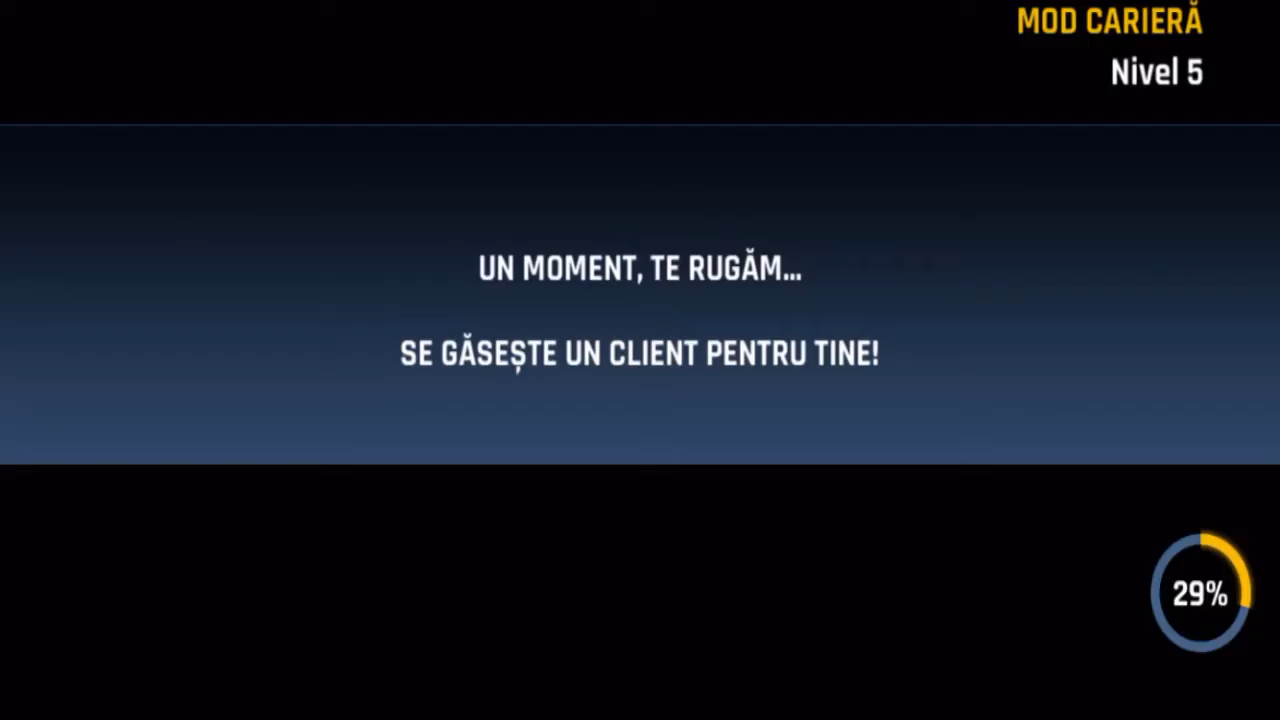 MOD CARIERĂ
Nivel 5
UN MOMENT, TE RUGĂM...
SE GĂSEȘTE UN CLIENT PENTRU TINE!
29%